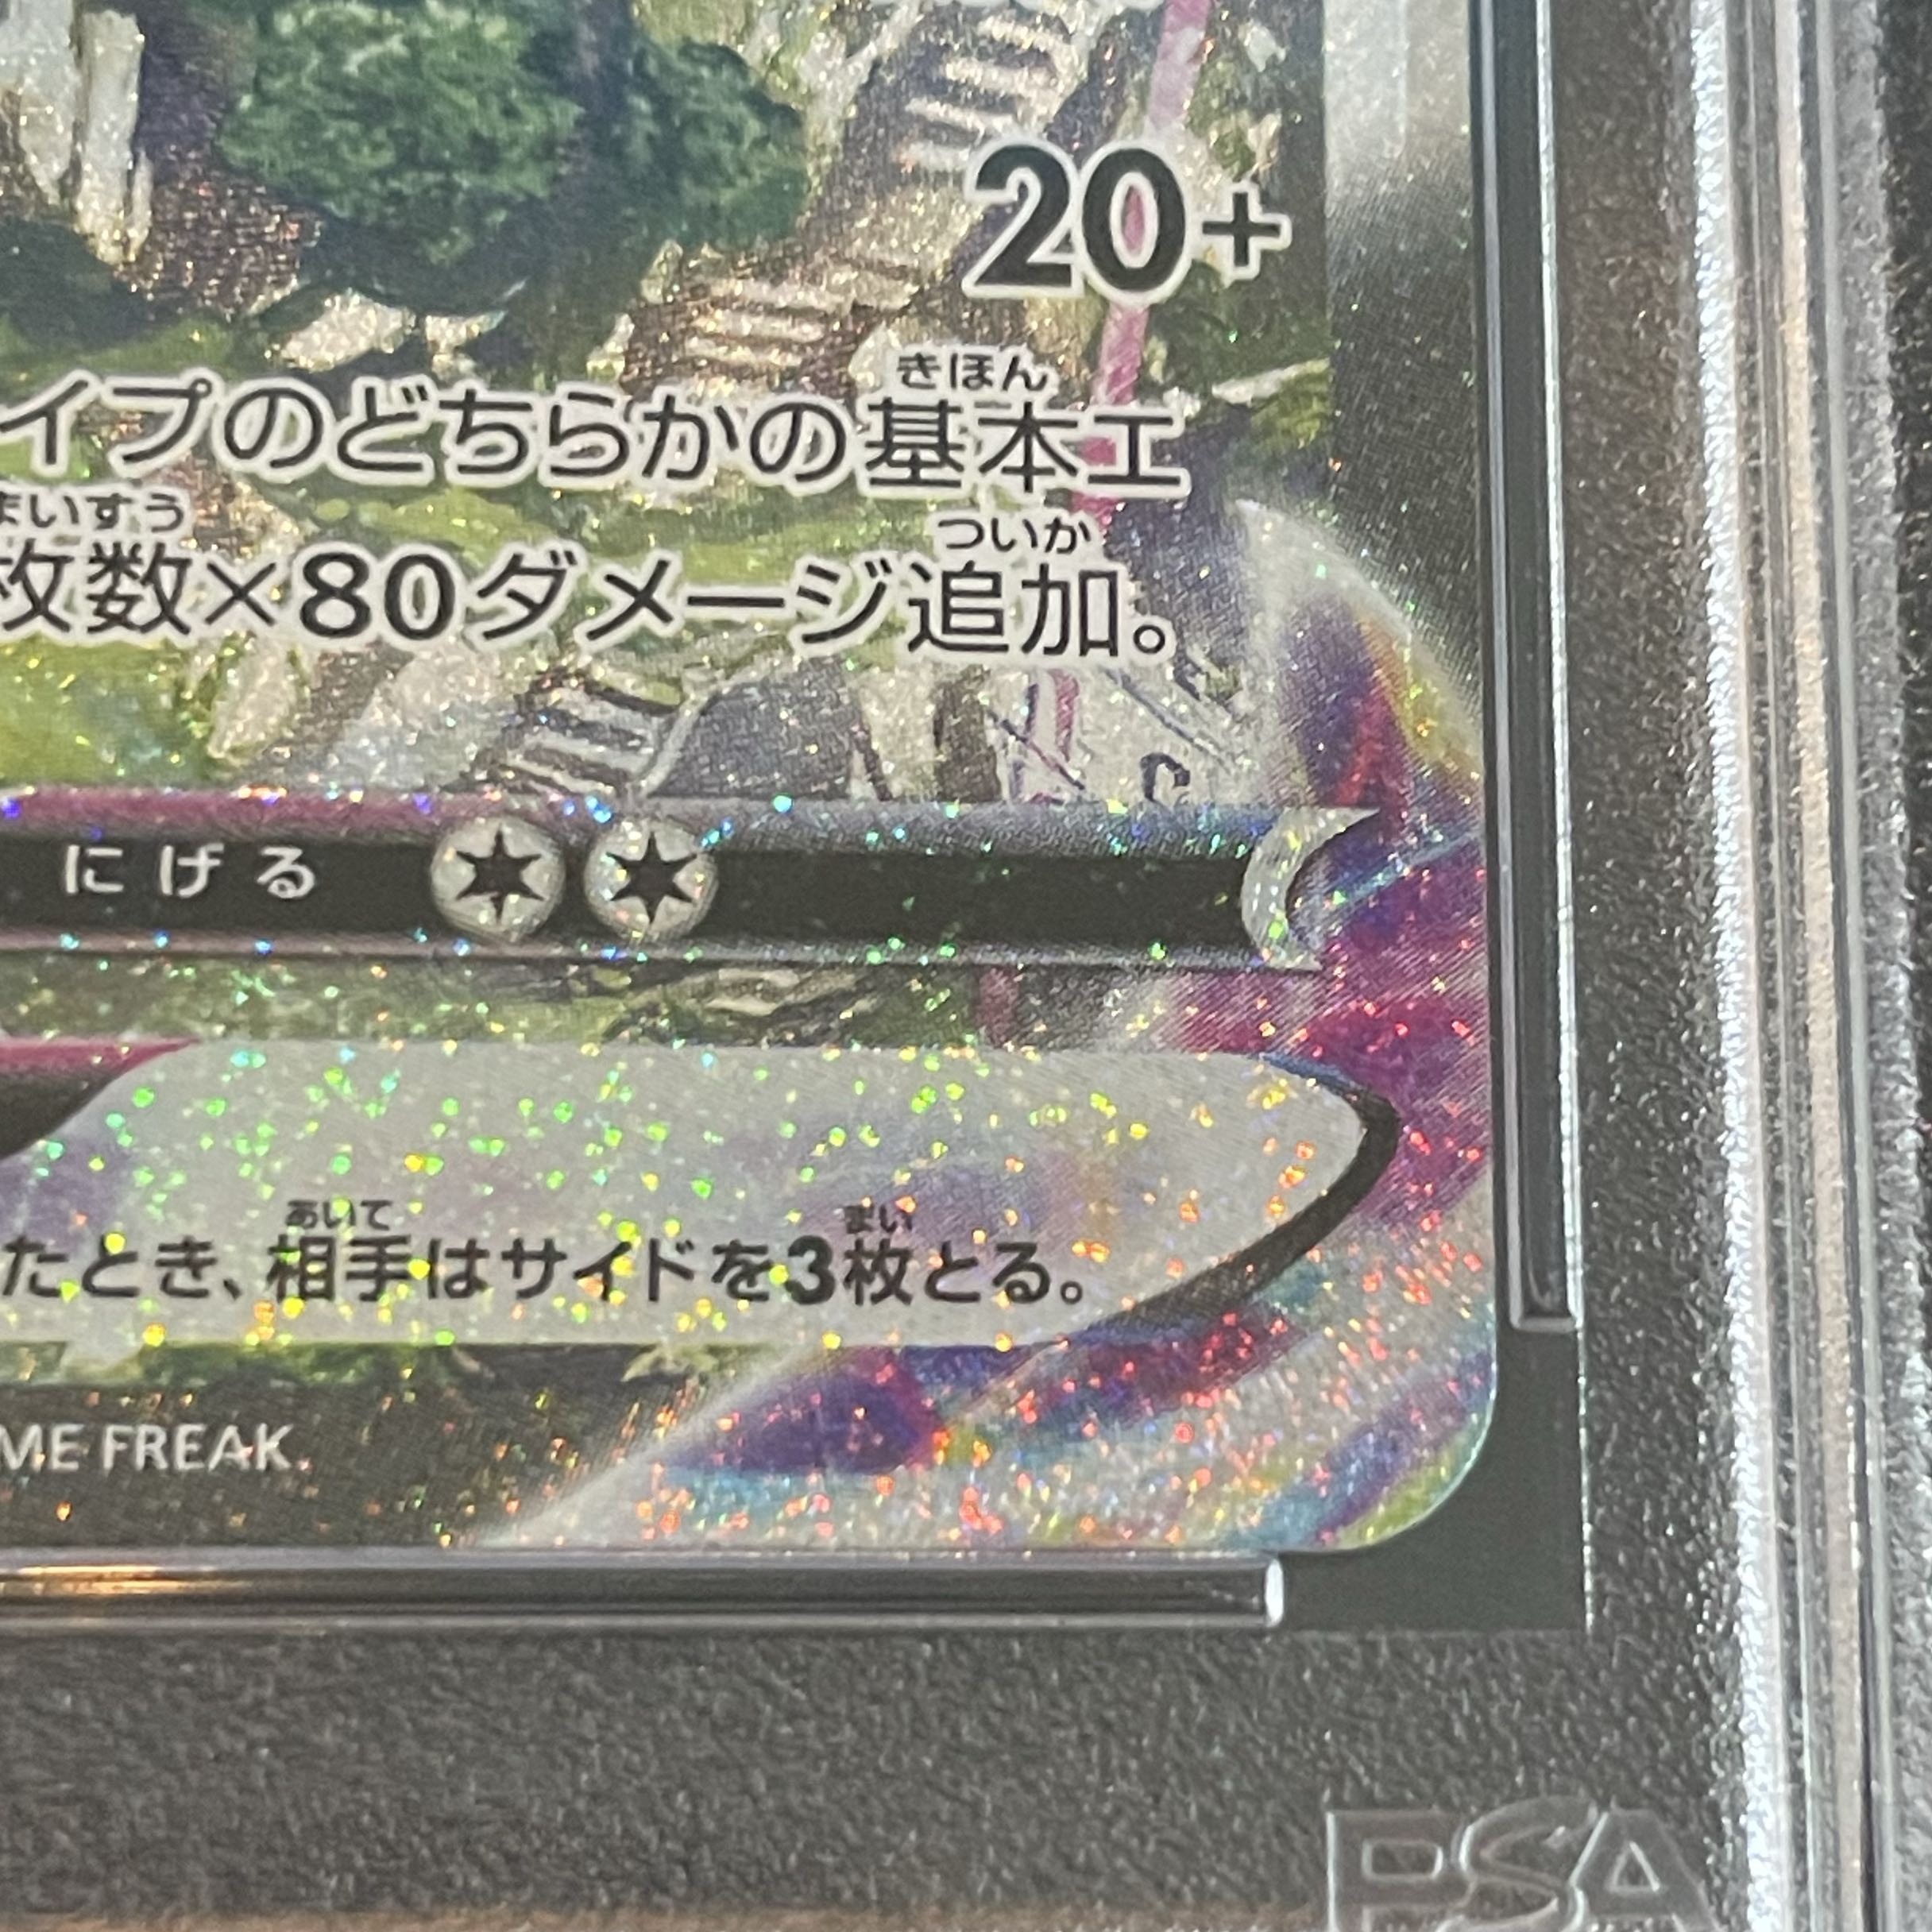 20+
きほん
イプのどちらかの基本エ
まいすう ついか
枚数×80ダメージ追加。
にげる
あいて まい
たとき、相手はサイドを3枚とる。
ME FREAK.
PSA